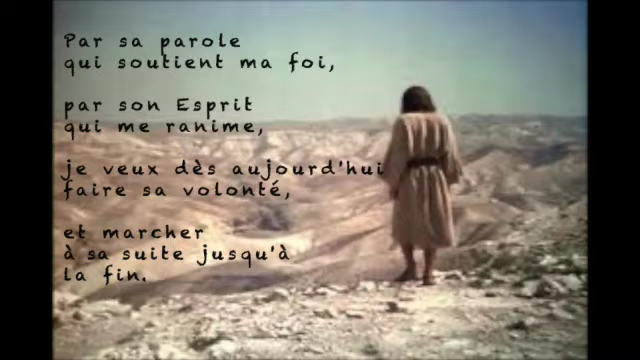 Par sa parole
qui soutient ma foi,
par son Esprit
qui me ranime,
je veux dès aujourd'hui
faire sa volonté,
et marcher
à sa suite jusqu'à
la fin.